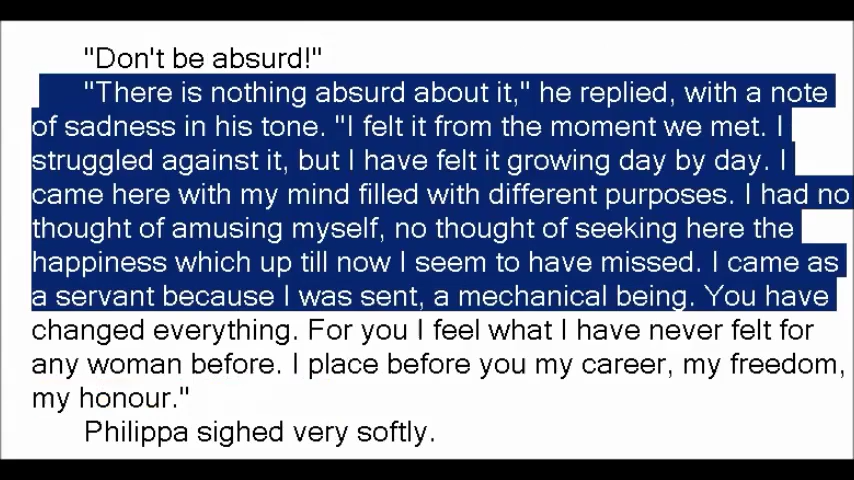 "Don't be absurd!"
"There is nothing absurd about it," he replied, with a note
of sadness in his tone. "I felt it from the moment we met. I
struggled against it, but I have felt it growing day by day. I
came here with my mind filled with different purposes. I had no
thought of amusing myself, no thought of seeking here the
happiness which up till now I seem to have missed. I came as
a servant because I was sent, a mechanical being. You have
changed everything. For you I feel what I have never felt for
any woman before. I place before you my career, my freedom,
my honour."
Philippa sighed very softly.